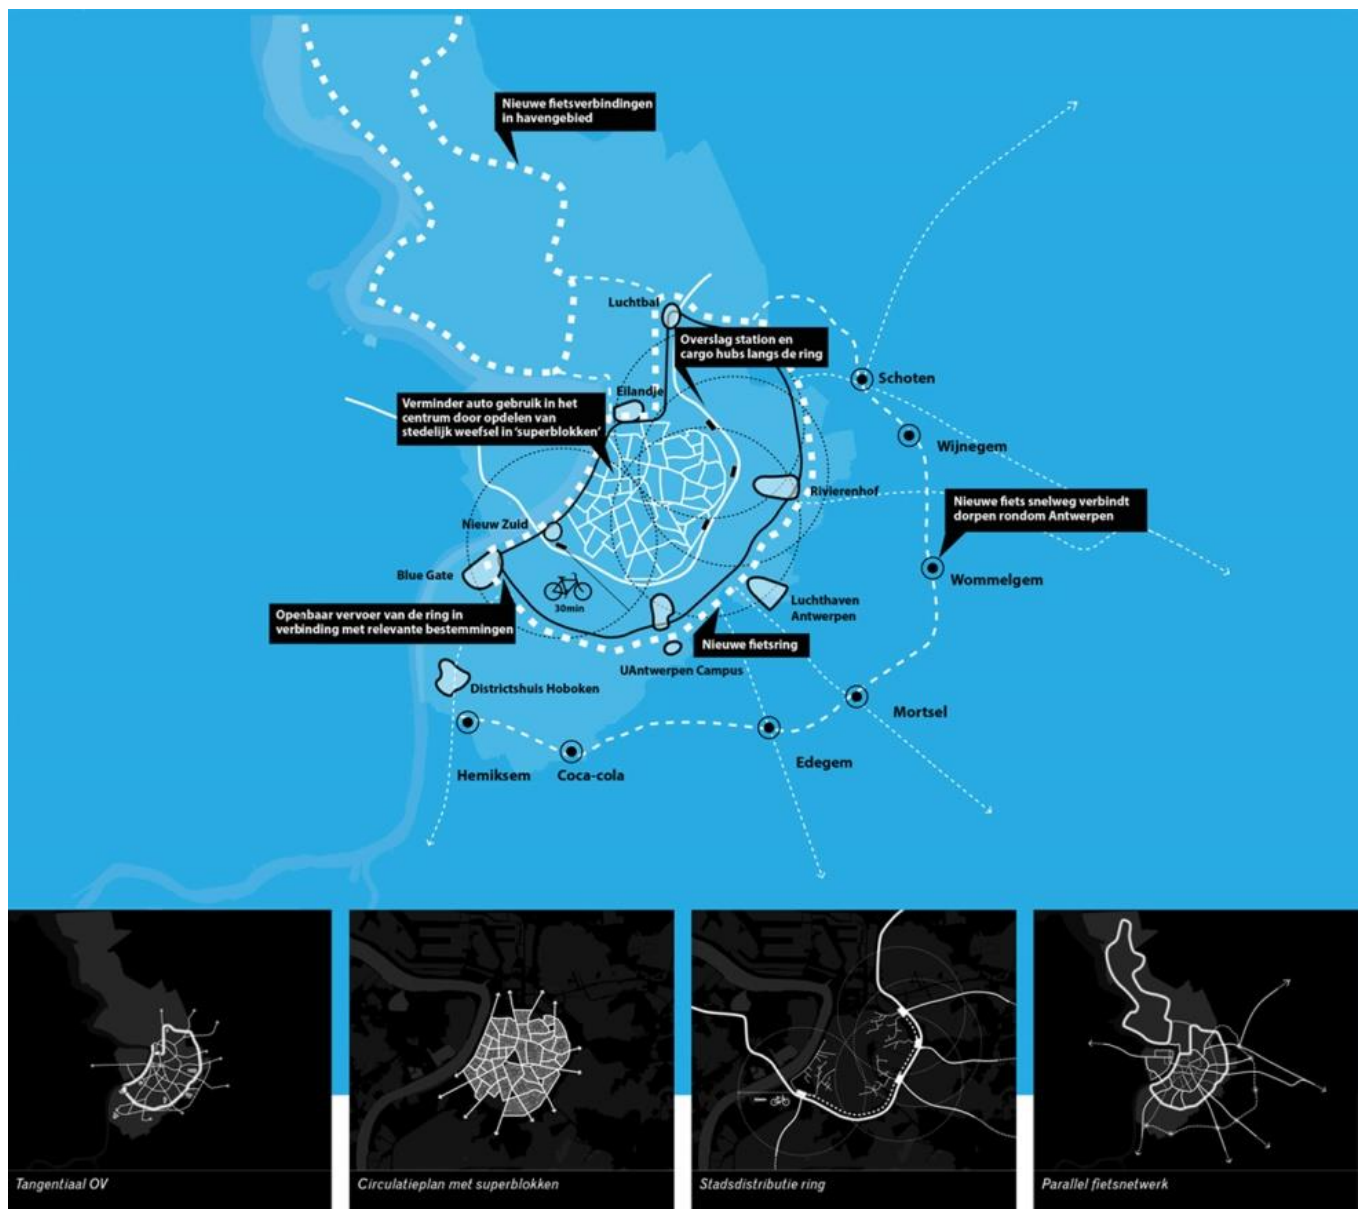 Nieuwe fietsverbindingen
in havengebied
Luchtbal
Overslag station en
cargo hubs langs de ring
Schoten
Eilandje
Verminder auto gebruik in het
centrum door opdelen van
stedelijk weefsel in ‘superblokken’
Wijnegem
Rivierenhof
Nieuwe fiets snelweg verbindt
dorpen rondom Antwerpen
Nieuw Zuid
Blue Gate
Wommelgem
30min
Luchthaven
Antwerpen
Openbaar vervoer van de ring in
verbinding met relevante bestemmingen
Nieuwe fietsring
UAntwerpen Campus
Districtshuis Hoboken
Mortsel
Edegem
Hemiksem
Coca-cola
Tangentiaal OV
Circulatieplan met superblokken
Stadsdistributie ring
Parallel fietsnetwerk